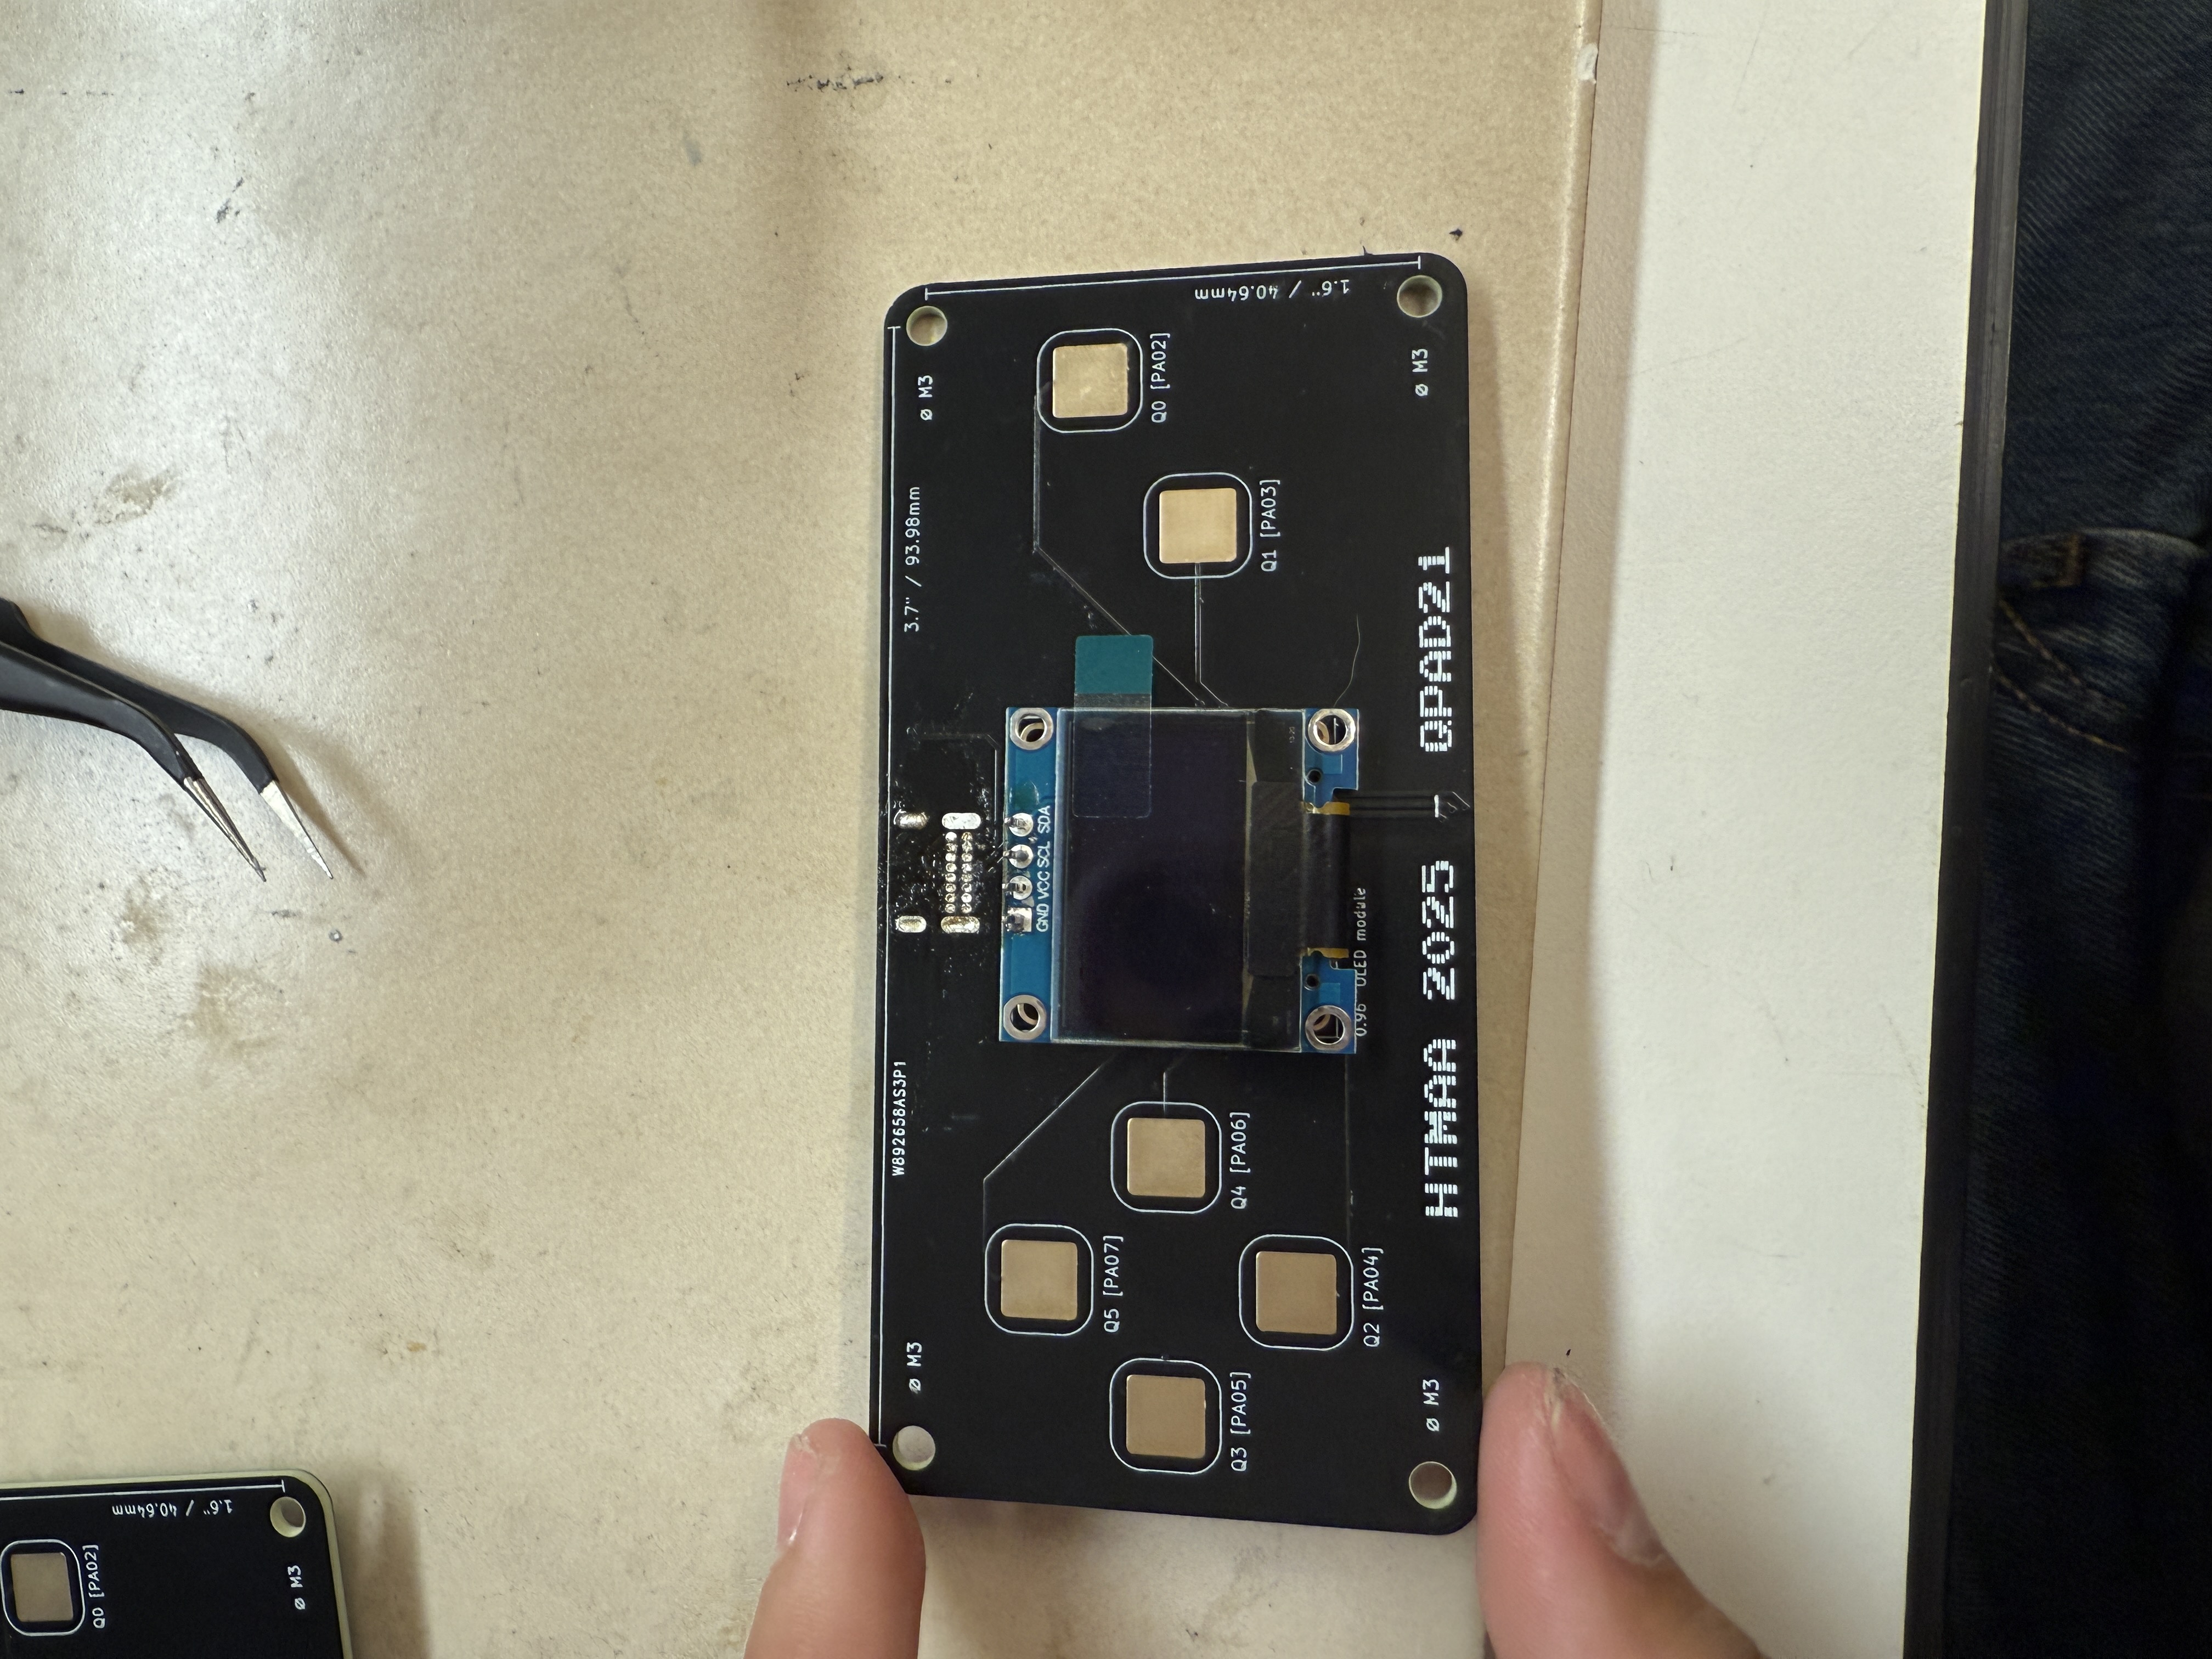 Q0 [PA02]
1.6" / 40.64mm
⌀ M3
W892658AS3P1
⌀ M3
3.7" / 93.98mm
⌀ M3
GND VCC SCL SDA
Q5 [PA07]
Q0 [PA02]
Q3 [PA05]
Q4 [PA06]
Q1 [PA03]
1.6" / 40.64mm
Q2 [PA04]
0.96" OLED module
⌀ M3
HTMAA 2025
QPAD21
⌀ M3